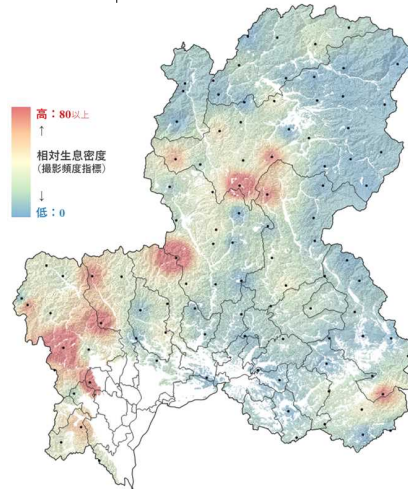 高：80以上
↑
相対生息密度
（撮影頻度指標）
↓
低：0